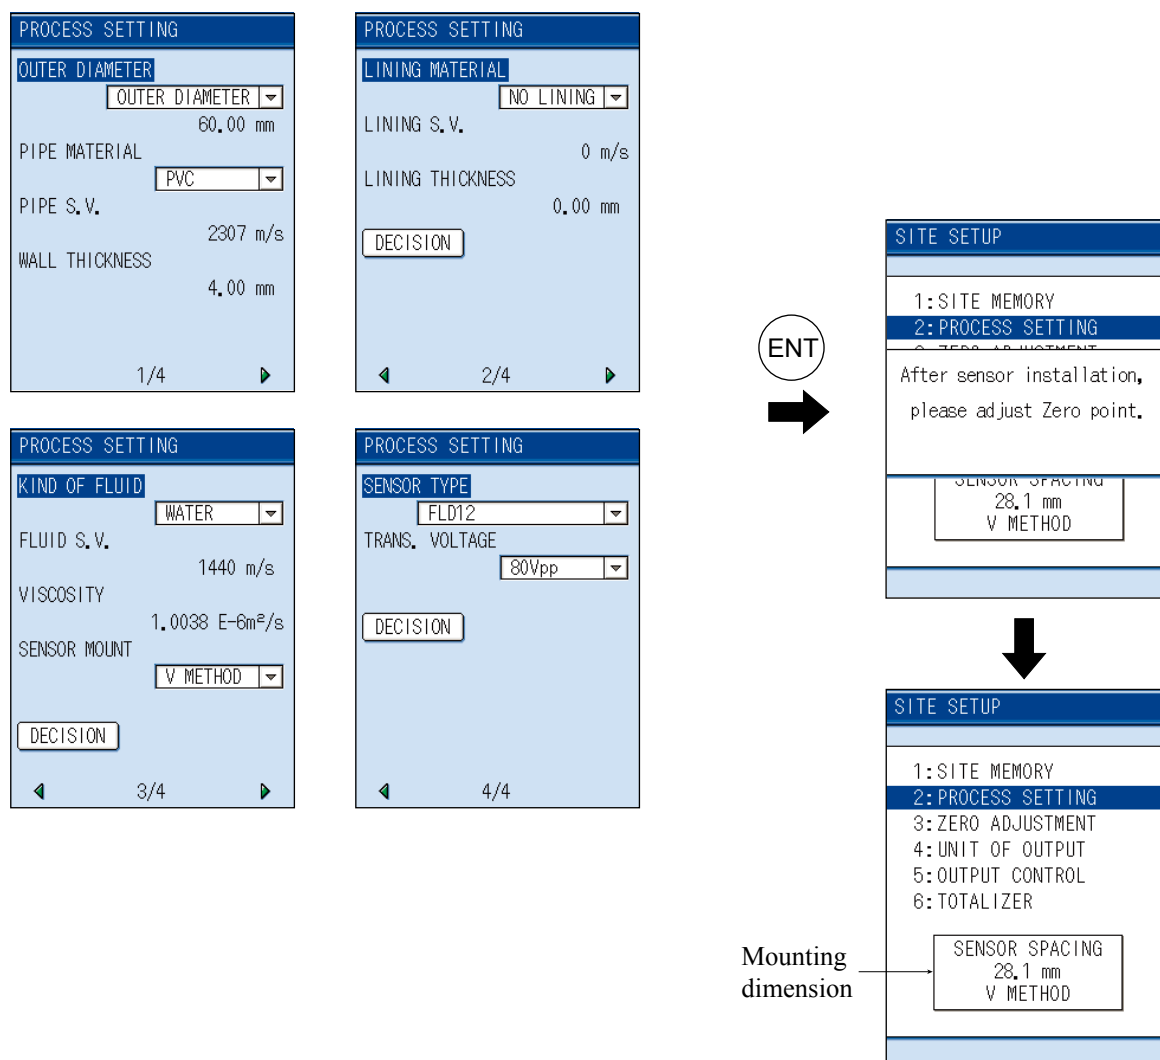 PROCESS SETTING
OUTER DIAMETER
OUTER DIAMETER
60.00 mm
PIPE MATERIAL
PVC
PIPE S.V.
2307 m/s
WALL THICKNESS
4.00 mm
1/4
PROCESS SETTING
LINING MATERIAL
NO LINING
LINING S.V.
0 m/s
LINING THICKNESS
0.00 mm
DECISION
2/4
PROCESS SETTING
KIND OF FLUID
WATER
FLUID S.V.
1440 m/s
VISCOSITY
1.0038 E-6m²/s
SENSOR MOUNT
V METHOD
DECISION
3/4
PROCESS SETTING
SENSOR TYPE
FLD12
TRANS. VOLTAGE
80Vpp
DECISION
4/4
ENT
SITE SETUP
1:SITE MEMORY
2:PROCESS SETTING
After sensor installation,
please adjust Zero point.
SENSOR SPACING
28.1 mm
V METHOD
SITE SETUP
1:SITE MEMORY
2:PROCESS SETTING
3:ZERO ADJUSTMENT
4:UNIT OF OUTPUT
5:OUTPUT CONTROL
6:TOTALIZER
Mounting
dimension
SENSOR SPACING
28.1 mm
V METHOD